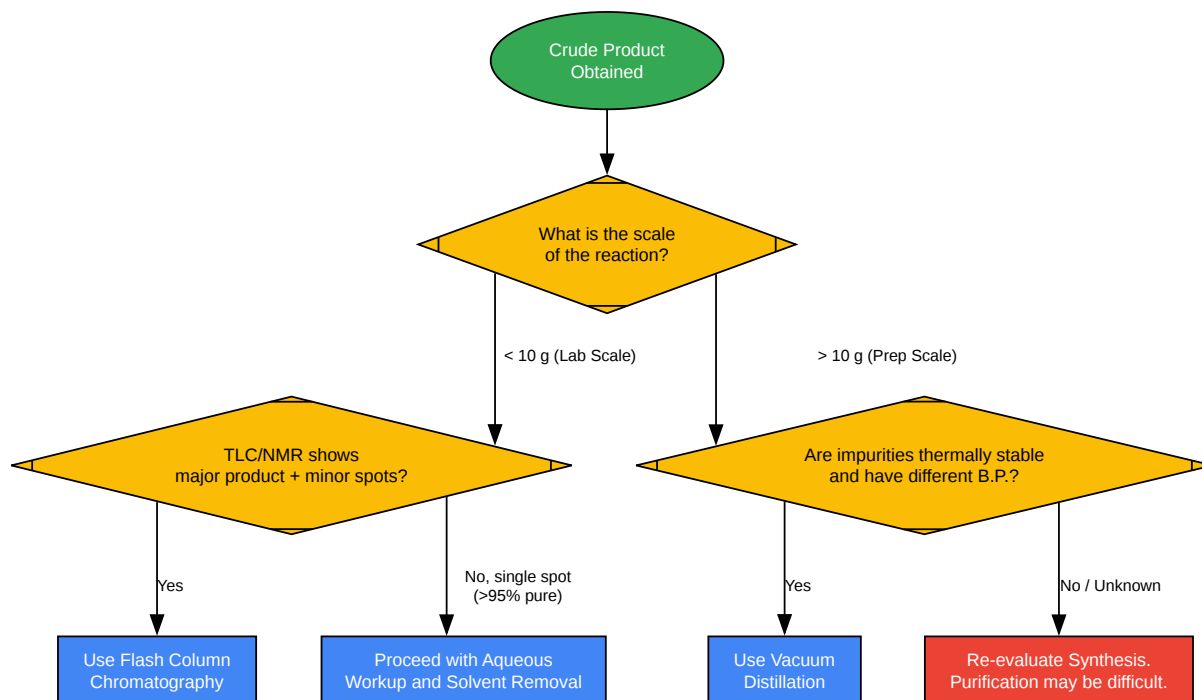 Crude Product
Obtained
What is the scale
of the reaction?
< 10 g (Lab Scale)
> 10 g (Prep Scale)
TLC/NMR shows
major product + minor spots?
Are impurities thermally stable
and have different B.P.?
Yes
No, single spot
(>95% pure)
Yes
No / Unknown
Use Flash Column
Chromatography
Proceed with Aqueous
Workup and Solvent Removal
Use Vacuum
Distillation
Re-evaluate Synthesis.
Purification may be difficult.